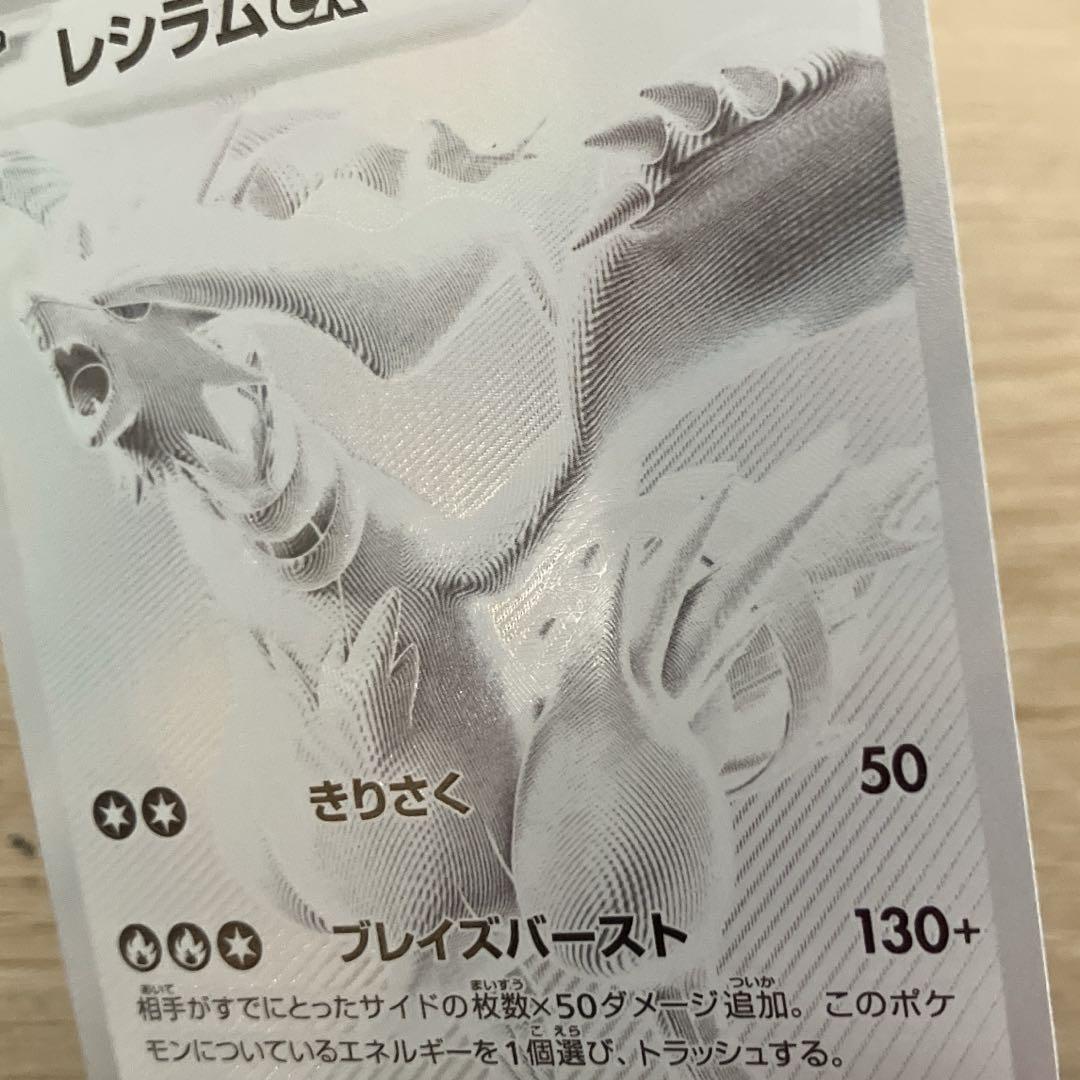 レシラムex
きりさく 50
ブレイズバースト 130+
相手がすでにとったサイドの枚数×50ダメージ追加。このポケ
モンについているエネルギーを1個選び、トラッシュする。